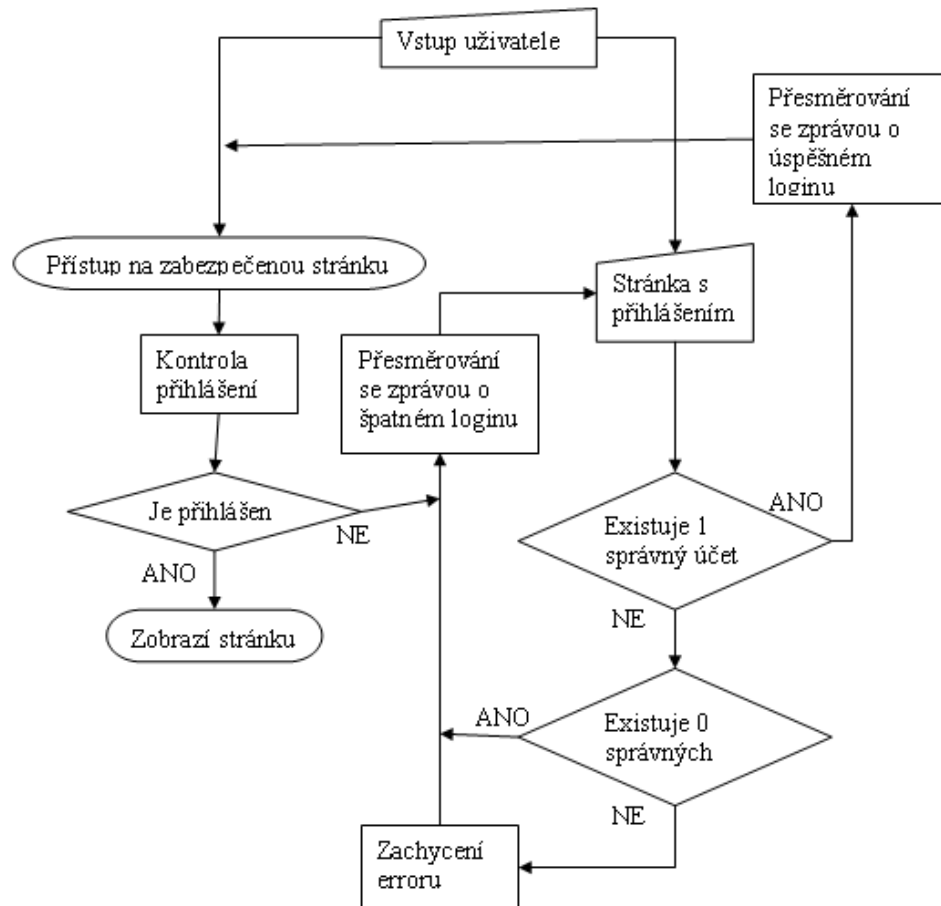 Vstup uživatele
Přesměrování
se zprávou o
úspěšném
loginu
Přístup na zabezpečenou stránku
Stránka s
přihlášením
Kontrola
přihlášení
Přesměrování
se zprávou o
špatném loginu
Je přihlášen
NE
ANO
Zobrazí stránku
Existuje 1
správný účet
ANO
NE
Existuje 0
správných
ANO
NE
Zachycení
erroru